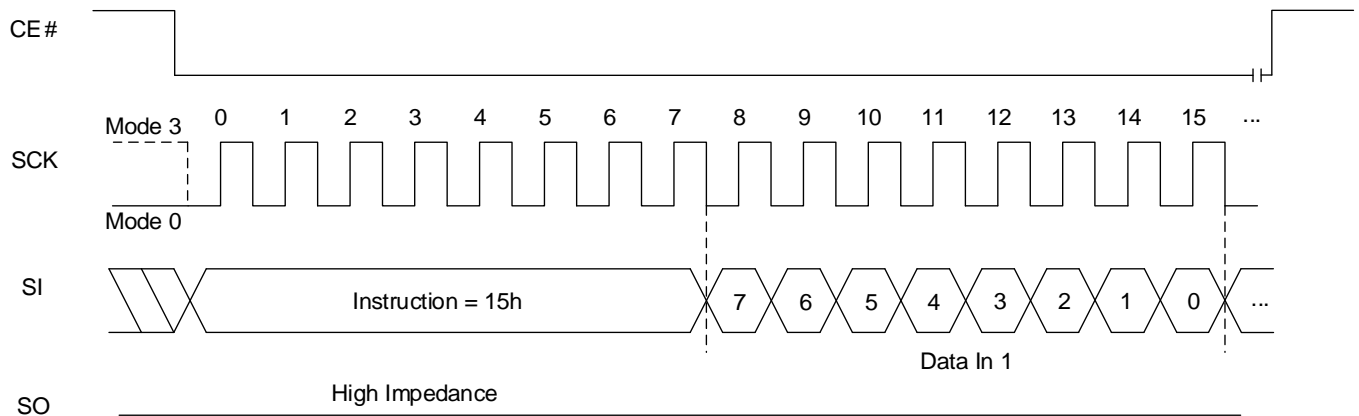 CE#
Mode 3
0 1 2 3 4 5 6 7 8 9 10 11 12 13 14 15 ...
SCK
Mode 0
SI
Instruction = 15h
7 6 5 4 3 2 1 0 ...
Data In 1
High Impedance
SO